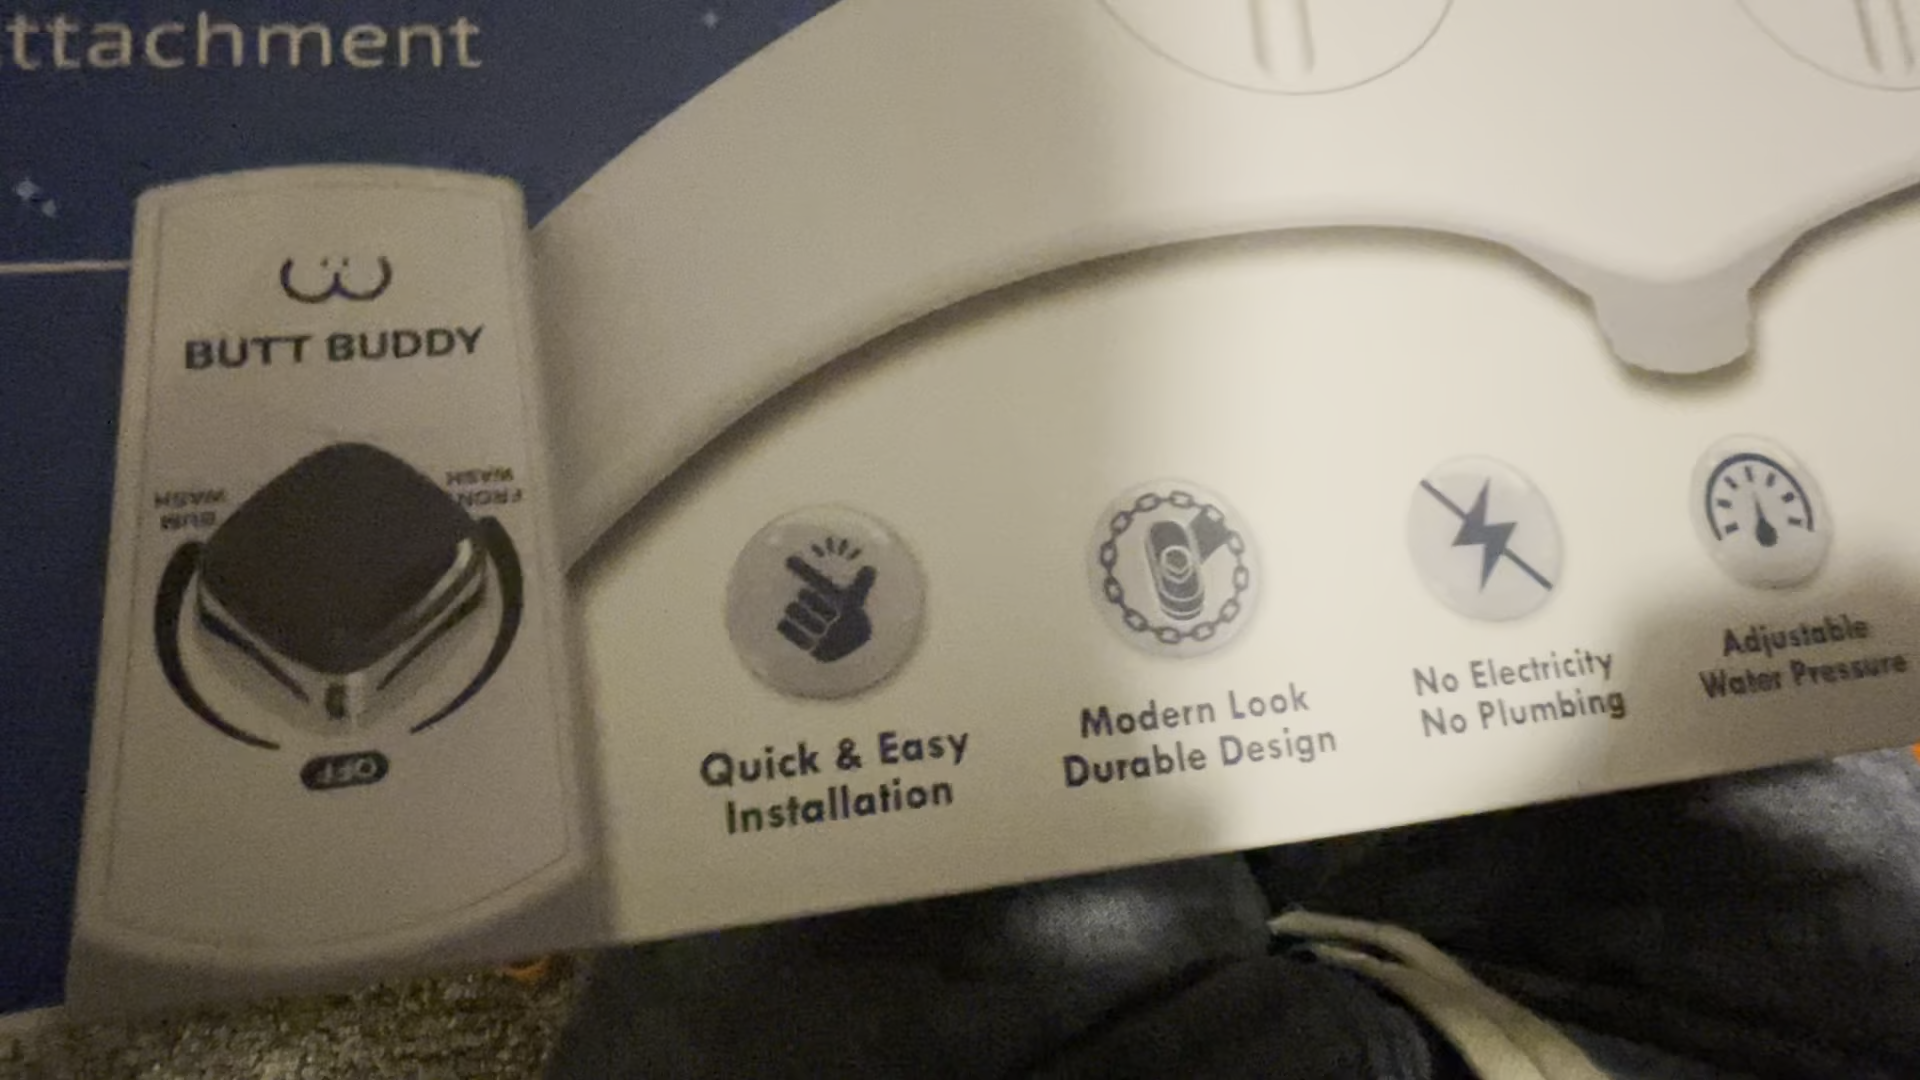 ttachment
BUTT BUDDY
BUM
WASH
FRONT
WASH
OFF
Quick & Easy
Installation
Modern Look
Durable Design
No Electricity
No Plumbing
Adjustable
Water Pressure